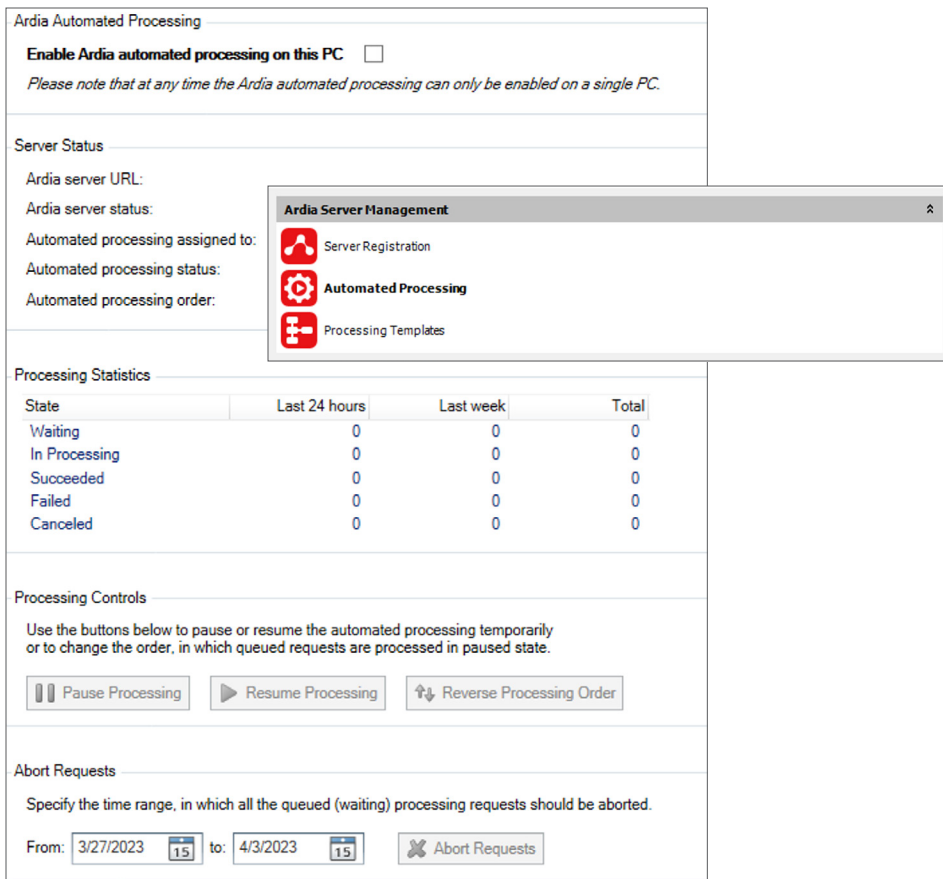 Ardia Automated Processing
Enable Ardia automated processing on this PC
Please note that at any time the Ardia automated processing can only be enabled on a single PC.
Server Status
Ardia server URL:
Ardia server status:
Automated processing assigned to:
Automated processing status:
Automated processing order:
Ardia Server Management
Server Registration
Automated Processing
Processing Templates
Processing Statistics
State Last 24 hours Last week Total
Waiting 0 0 0
In Processing 0 0 0
Succeeded 0 0 0
Failed 0 0 0
Canceled 0 0 0
Processing Controls
Use the buttons below to pause or resume the automated processing temporarily
or to change the order, in which queued requests are processed in paused state.
Pause Processing Resume Processing Reverse Processing Order
Abort Requests
Specify the time range, in which all the queued (waiting) processing requests should be aborted.
From: 3/27/2023 15 to: 4/3/2023 15 Abort Requests